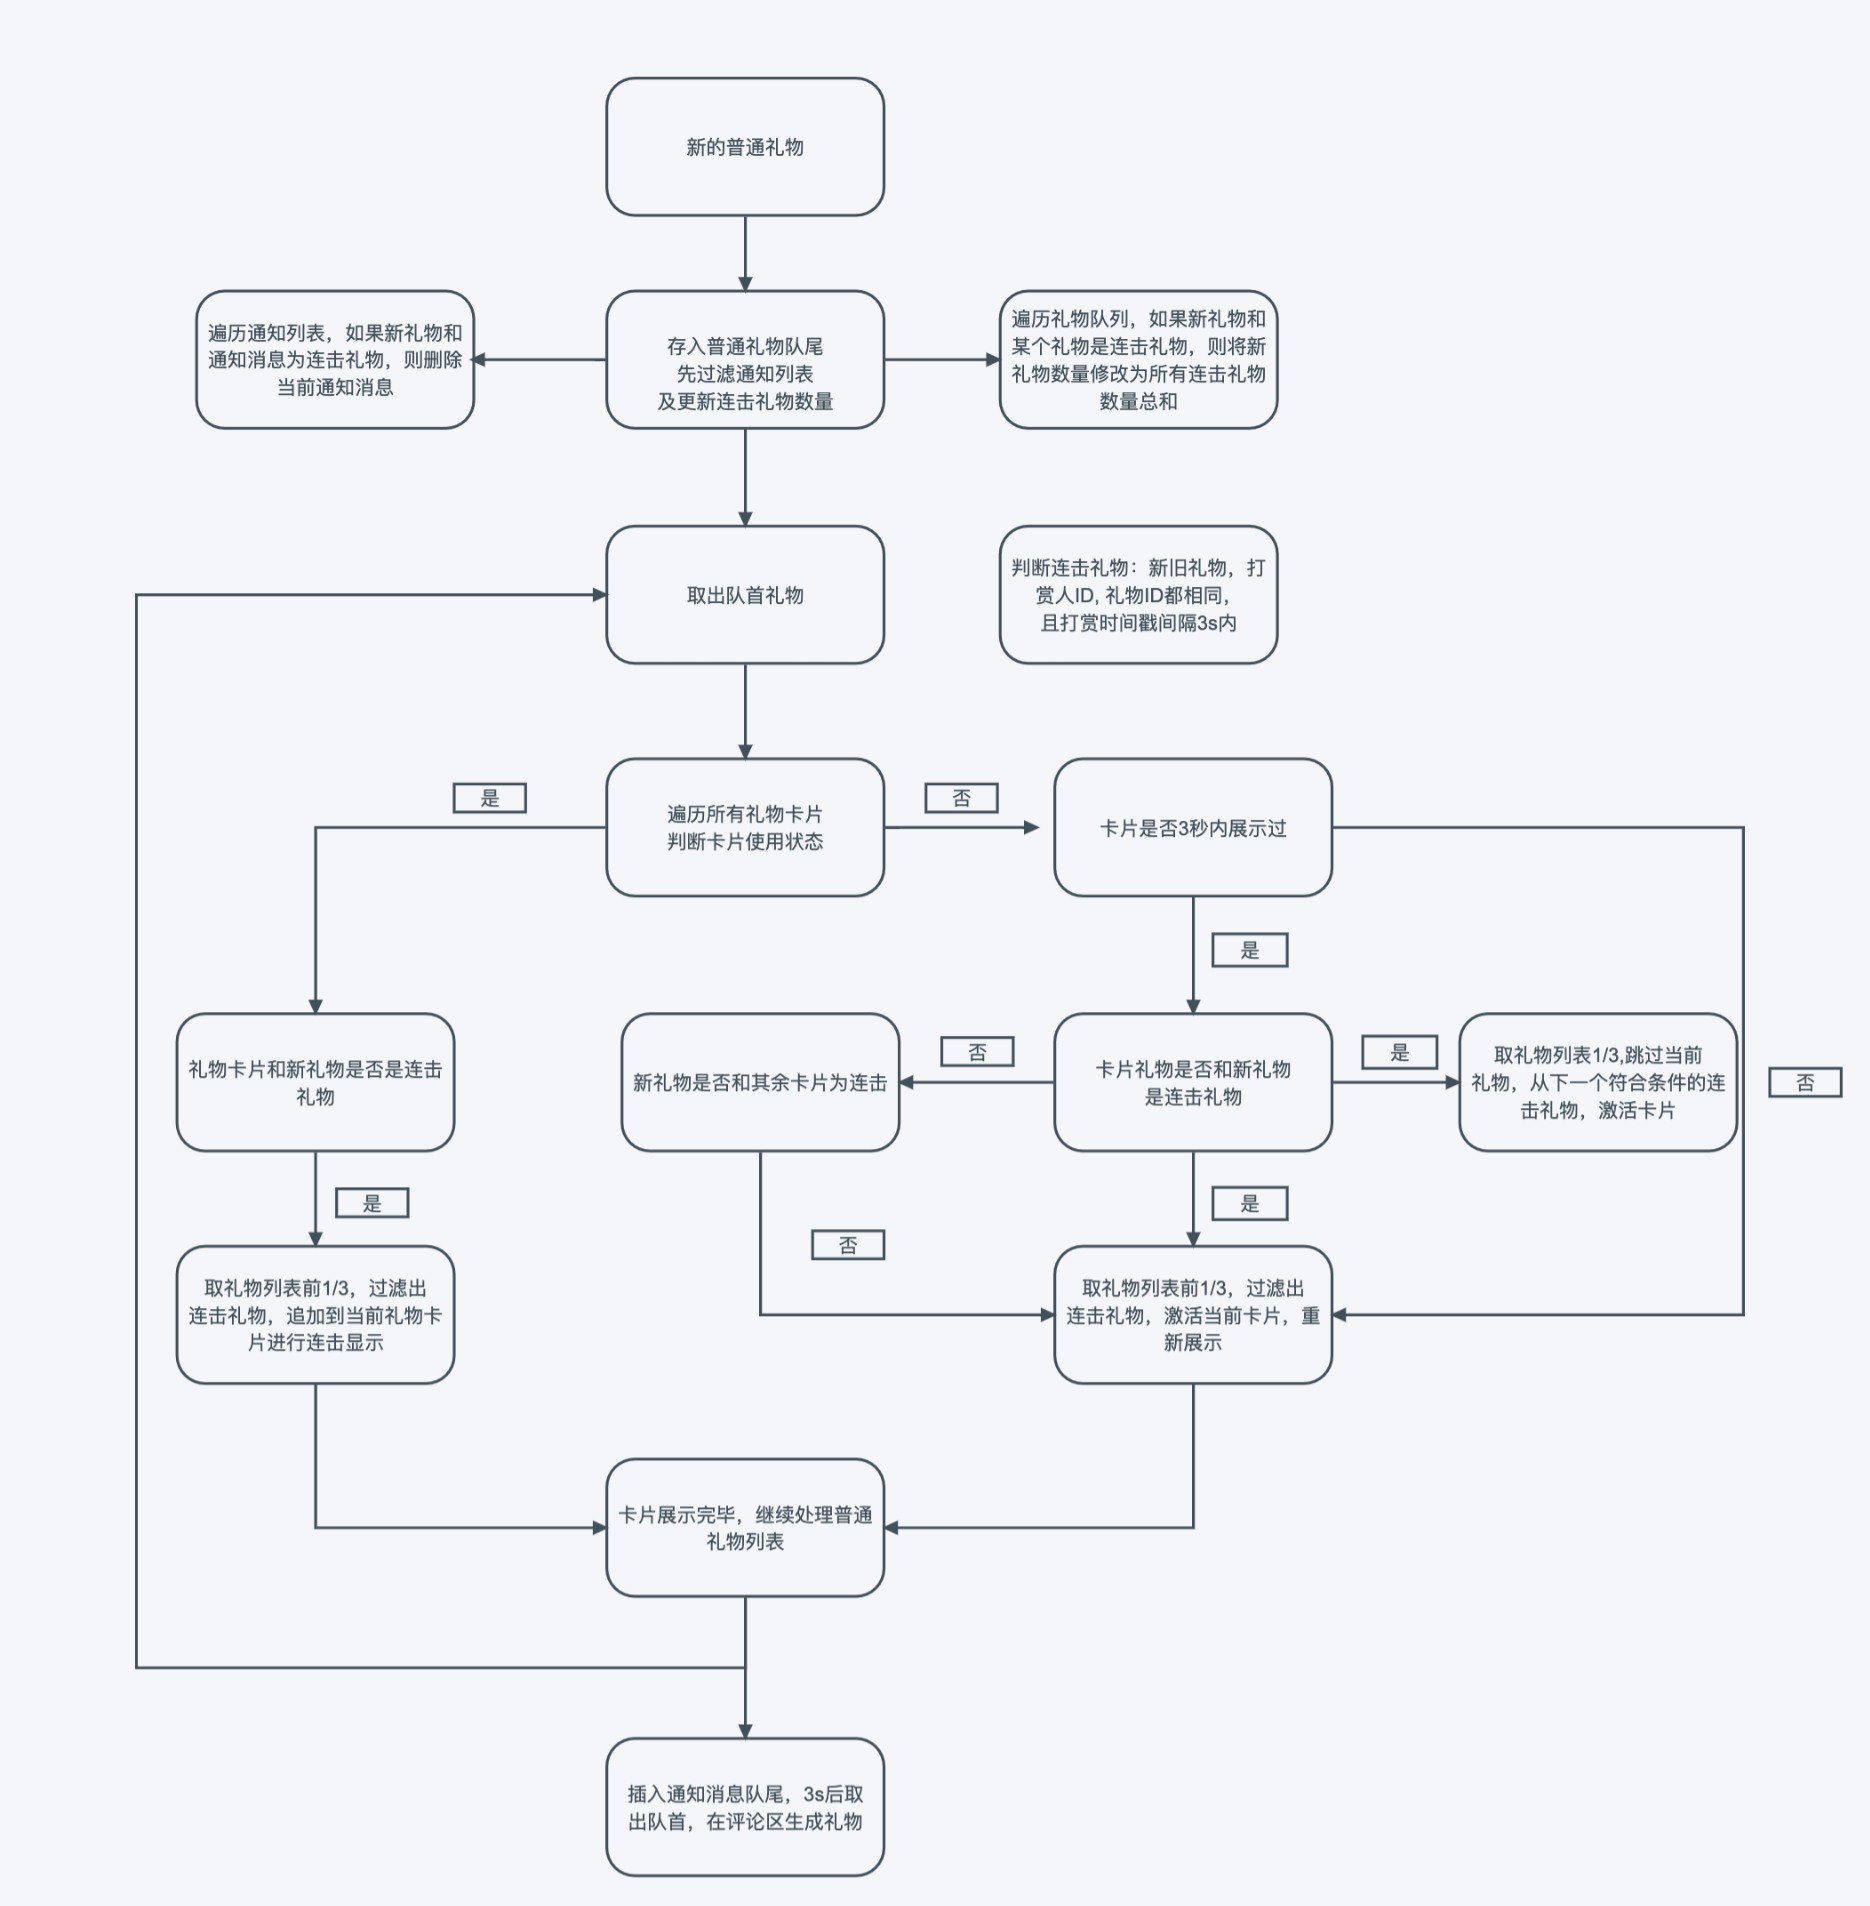 新的普通礼物
遍历通知列表，如果新礼物和
通知消息为连击礼物，则删除
当前通知消息
存入普通礼物队尾
先过滤通知列表
及更新连击礼物数量
遍历礼物队列，如果新礼物和
某个礼物是连击礼物，则将新
礼物数量修改为所有连击礼物
数量总和
取出队首礼物
判断连击礼物：新旧礼物，打
赏人ID, 礼物ID都相同，
且打赏时间戳间隔3s内
是
遍历所有礼物卡片
判断卡片使用状态
否
卡片是否3秒内展示过
是
礼物卡片和新礼物是否是连击
礼物
新礼物是否和其余卡片为连击
否
卡片礼物是否和新礼物
是连击礼物
是
取礼物列表1/3,跳过当前
礼物，从下一个符合条件的连
击礼物，激活卡片
否
是
否
是
取礼物列表前1/3，过滤出
连击礼物，追加到当前礼物卡
片进行连击显示
取礼物列表前1/3，过滤出
连击礼物，激活当前卡片，重
新展示
卡片展示完毕，继续处理普通
礼物列表
插入通知消息队尾，3s后取
出队首，在评论区生成礼物